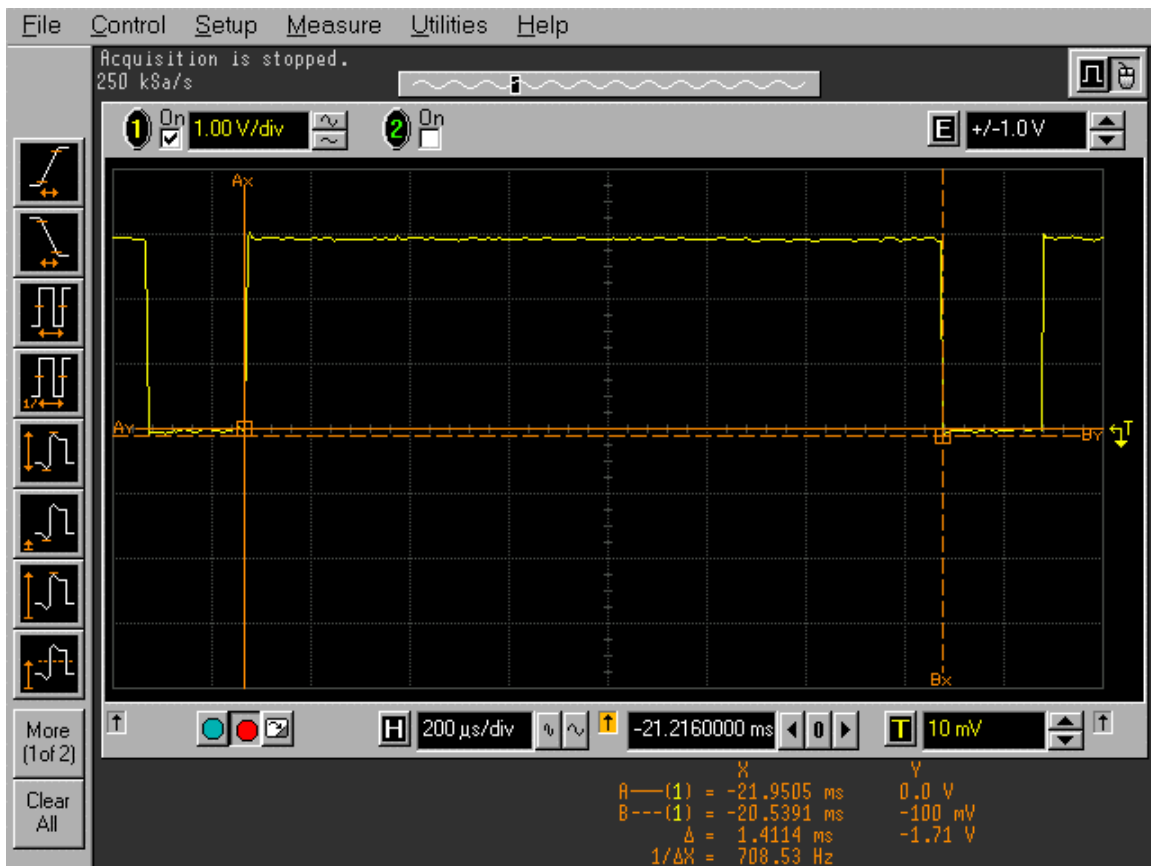 File Control Setup Measure Utilities Help
Acquisition is stopped.
250 kSa/s
1 On 1.00 V/div 2 On E +/-1.0 V
Ax
Ay
By
T
Bx
1/
More
(1of 2)
Clear
All
H 200 µs/div -21.2160000 ms 0 T 10 mV
X Y
A——(1) = -21.9505 ms 0.0 V
B---(1) = -20.5391 ms -100 mV
Δ = 1.4114 ms -1.71 V
1/ΔX = 708.53 Hz